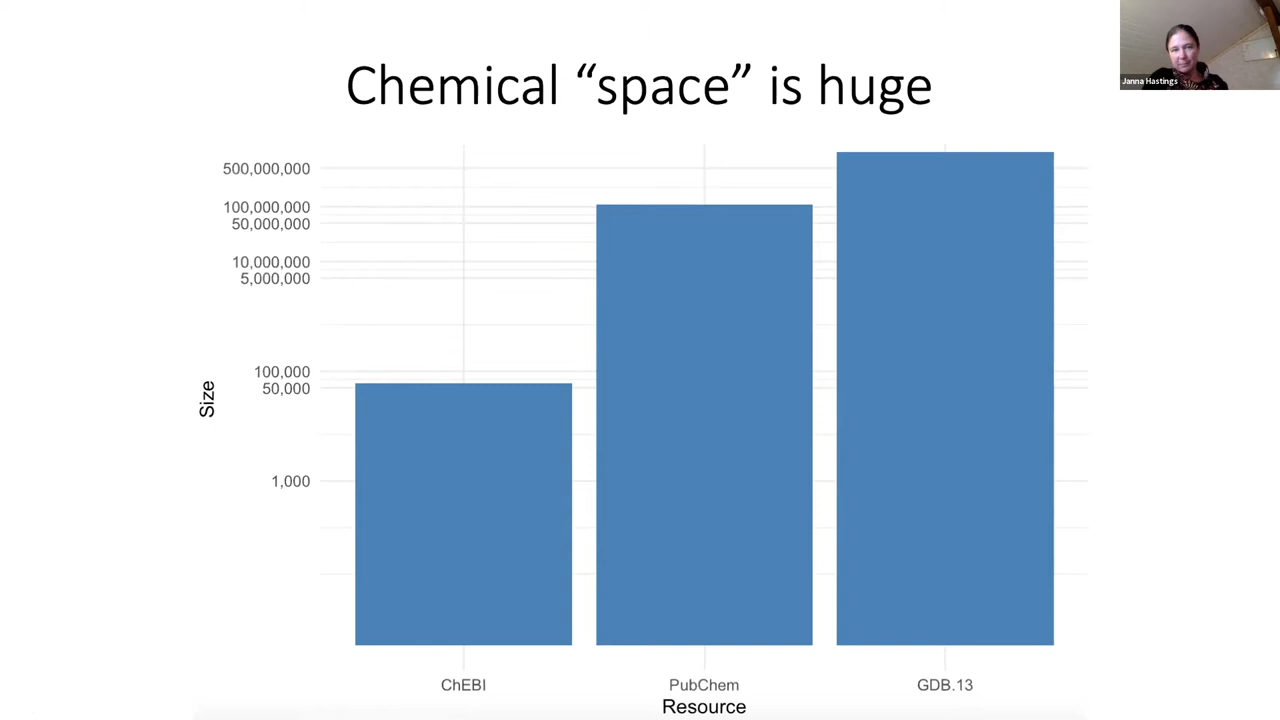 Chemical “space” is huge
Janna Hastings
500,000,000
100,000,000
50,000,000
10,000,000
5,000,000
100,000
50,000
1,000
Size
ChEBI
PubChem
GDB.13
Resource